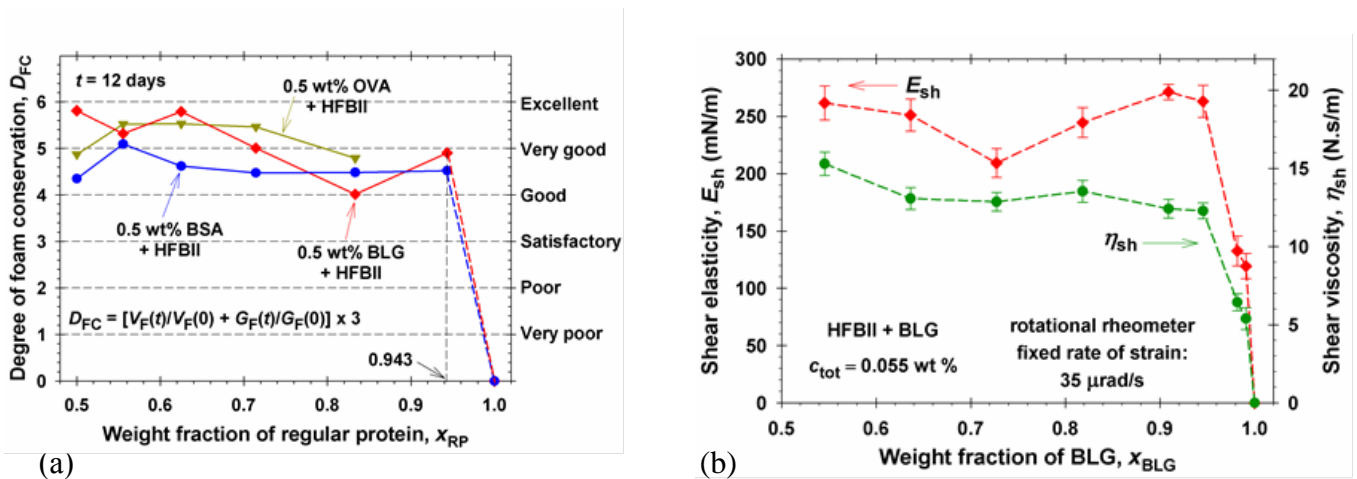 Degree of foam conservation, D_FC
7
6
5
4
3
2
1
0
t = 12 days
0.5 wt% OVA
+ HFBII
0.5 wt% BSA
+ HFBII
0.5 wt% BLG
+ HFBII
D_FC = [V_F(t)/V_F(0) + G_F(t)/G_F(0)] x 3
0.943
Excellent
Very good
Good
Satisfactory
Poor
Very poor
0.5 0.6 0.7 0.8 0.9 1.0
Weight fraction of regular protein, x_RP
(a)
Shear elasticity, E_sh (mN/m)
300
250
200
150
100
50
0
E_sh
η_sh
HFBII + BLG
c_tot = 0.055 wt %
rotational rheometer
fixed rate of strain:
35 μrad/s
20
15
10
5
0
Shear viscosity, η_sh (N.s/m)
0.5 0.6 0.7 0.8 0.9 1.0
Weight fraction of BLG, x_BLG
(b)